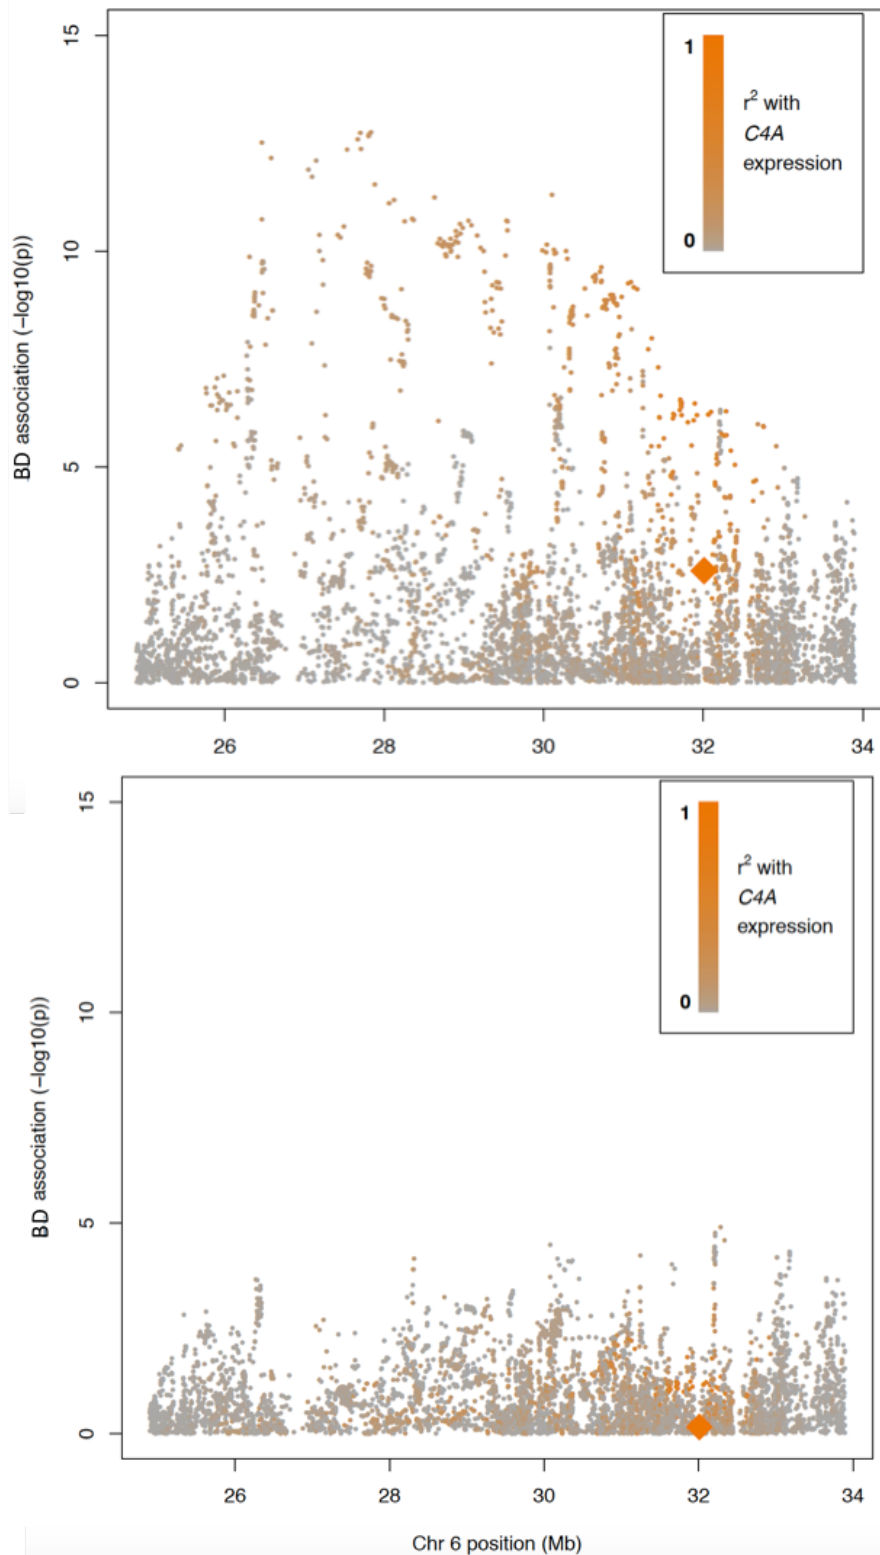 15
10
5
0
BD association (−log10(p))
1
0
r² with
C4A
expression
26
28
30
32
34
15
10
5
0
BD association (−log10(p))
1
0
r² with
C4A
expression
26
28
30
32
34
Chr 6 position (Mb)